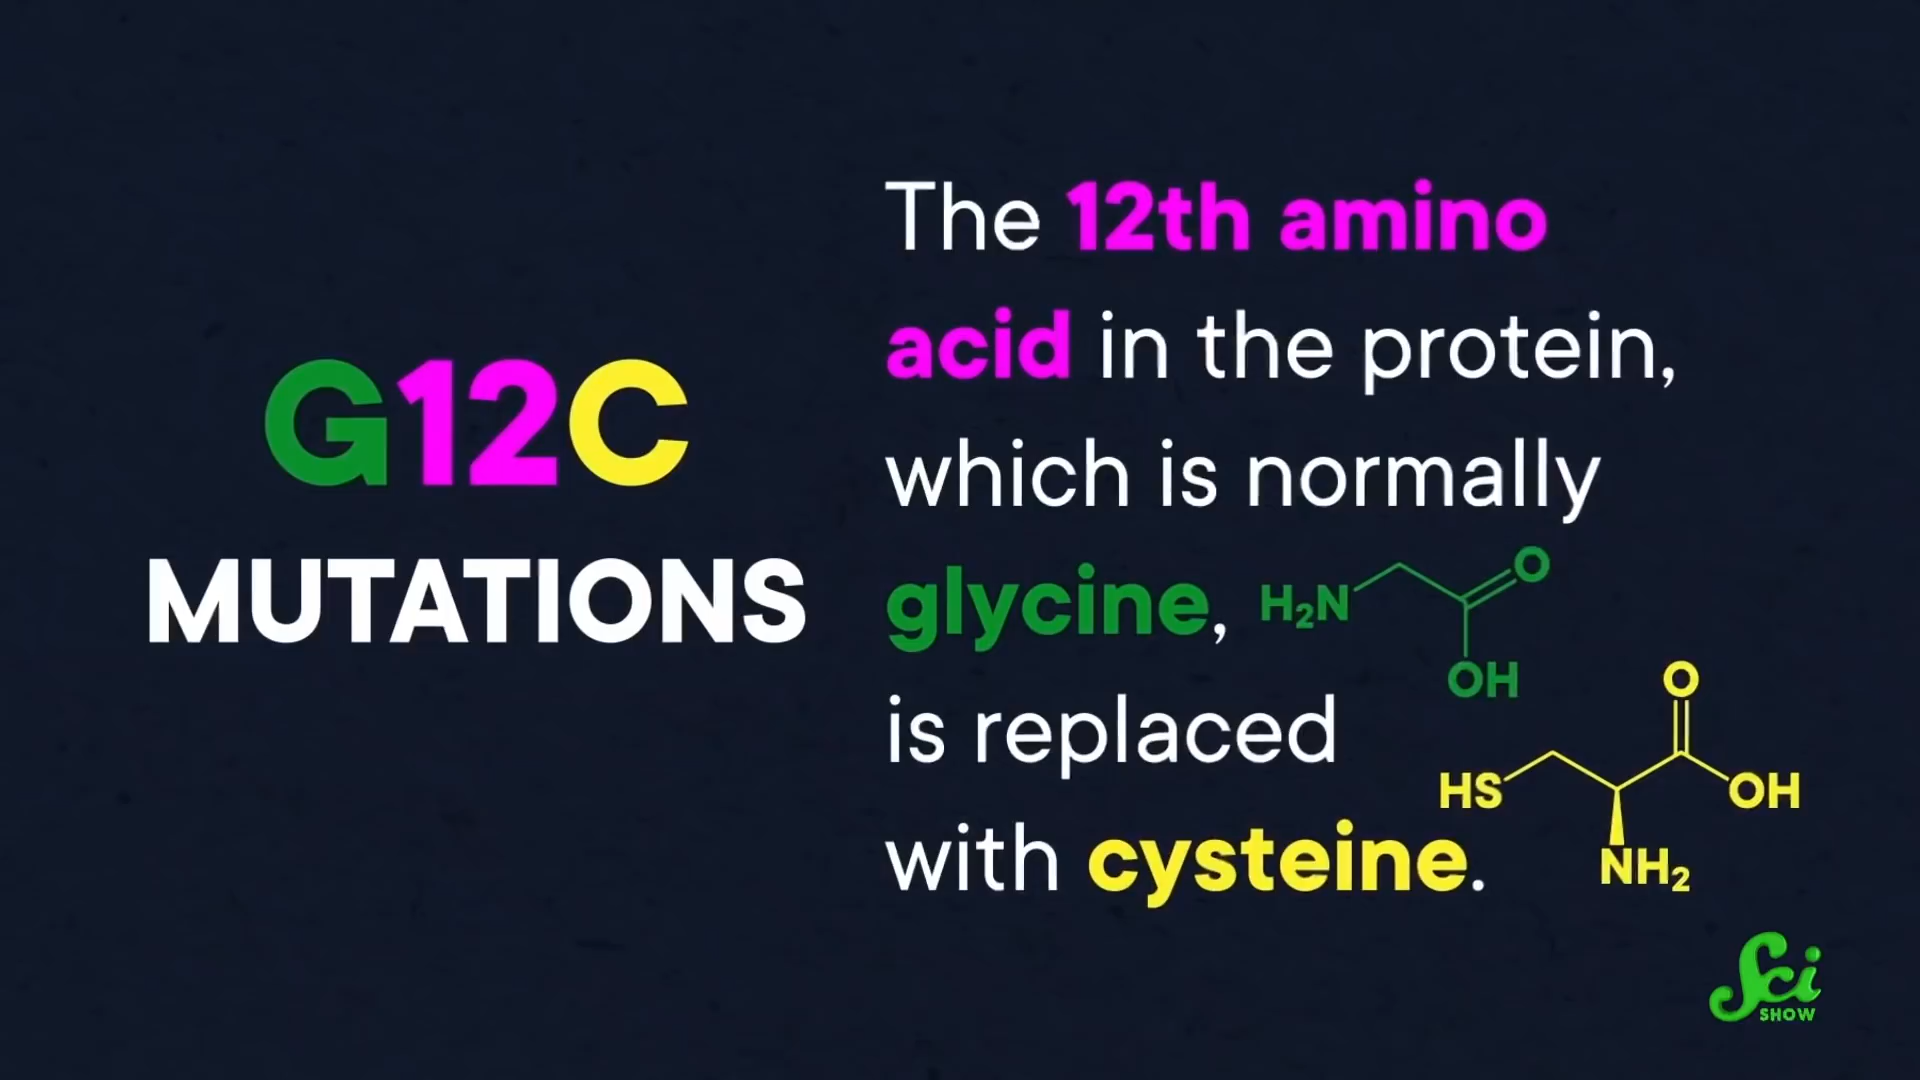 G12C
MUTATIONS
The 12th amino
acid in the protein,
which is normally
glycine,
H₂N
O
OH
is replaced
with cysteine.
HS
O
OH
NH₂
Sci
SHOW